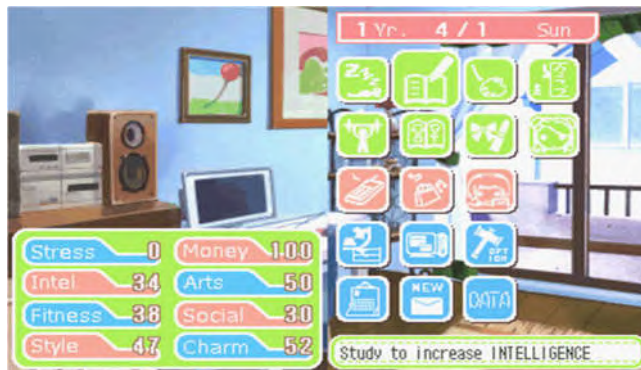 1 Yr. 4 / 1 Sun
Stress 0 Money 100
Intel 34 Arts 50
Fitness 38 Social 30
Style 47 Charm 52
OPTION
NEW
DATA
Study to increase INTELLIGENCE